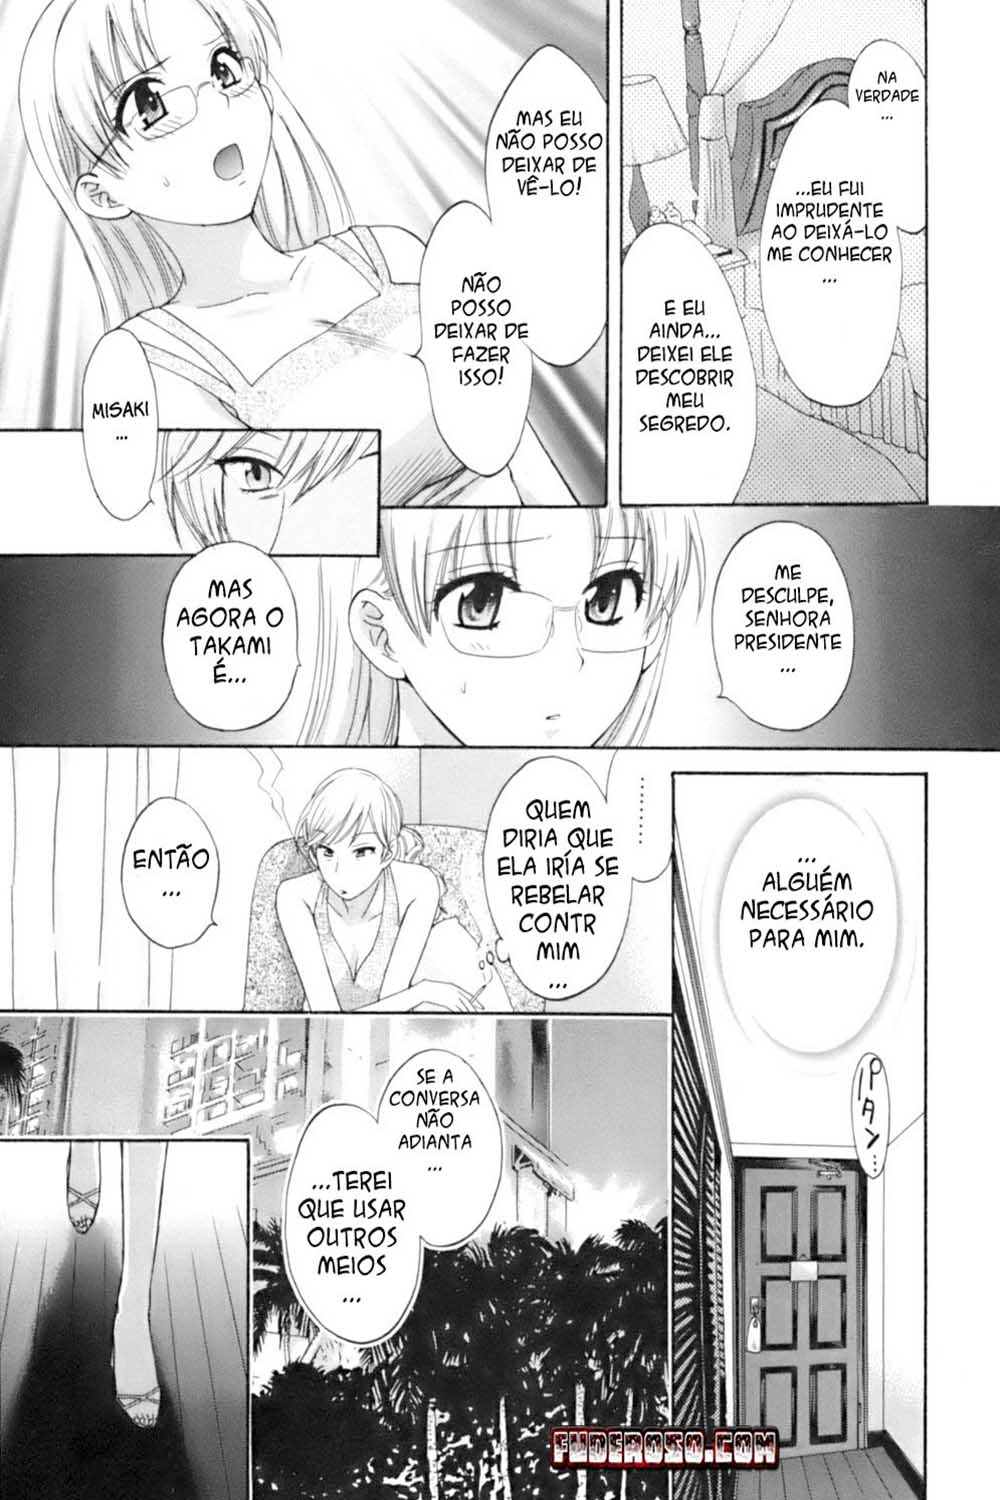 NA
VERDADE
...
...EU FUI
IMPRUDENTE
AO DEIXÁ-LO
ME CONHECER
...
E EU
AINDA...
DEIXEI ELE
DESCOBRIR
MEU
SEGREDO.
MAS EU
NÃO POSSO
DEIXAR DE
VÊ-LO!
NÃO
POSSO
DEIXAR DE
FAZER
ISSO!
MISAKI
...
ME
DESCULPE,
SENHORA
PRESIDENTE
...
MAS
AGORA O
TAKAMI
É...
...
ALGUÉM
NECESSÁRIO
PARA MIM.
PIAY...
QUEM
DIRIA QUE
ELA IRÍA SE
REBELAR
CONTR
MIM
...
ENTÃO
...
SE A
CONVERSA
NÃO
ADIANTA
...
...TEREI
QUE USAR
OUTROS
MEIOS
...
FUDEROSO.COM